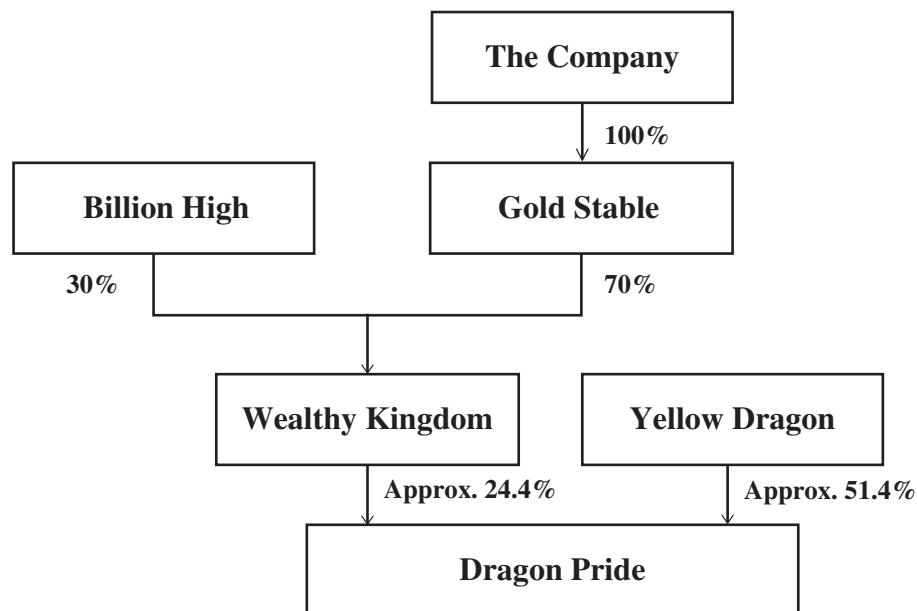 The Company
100%
Billion High
Gold Stable
30%
70%
Wealthy Kingdom
Yellow Dragon
Approx. 24.4%
Approx. 51.4%
Dragon Pride